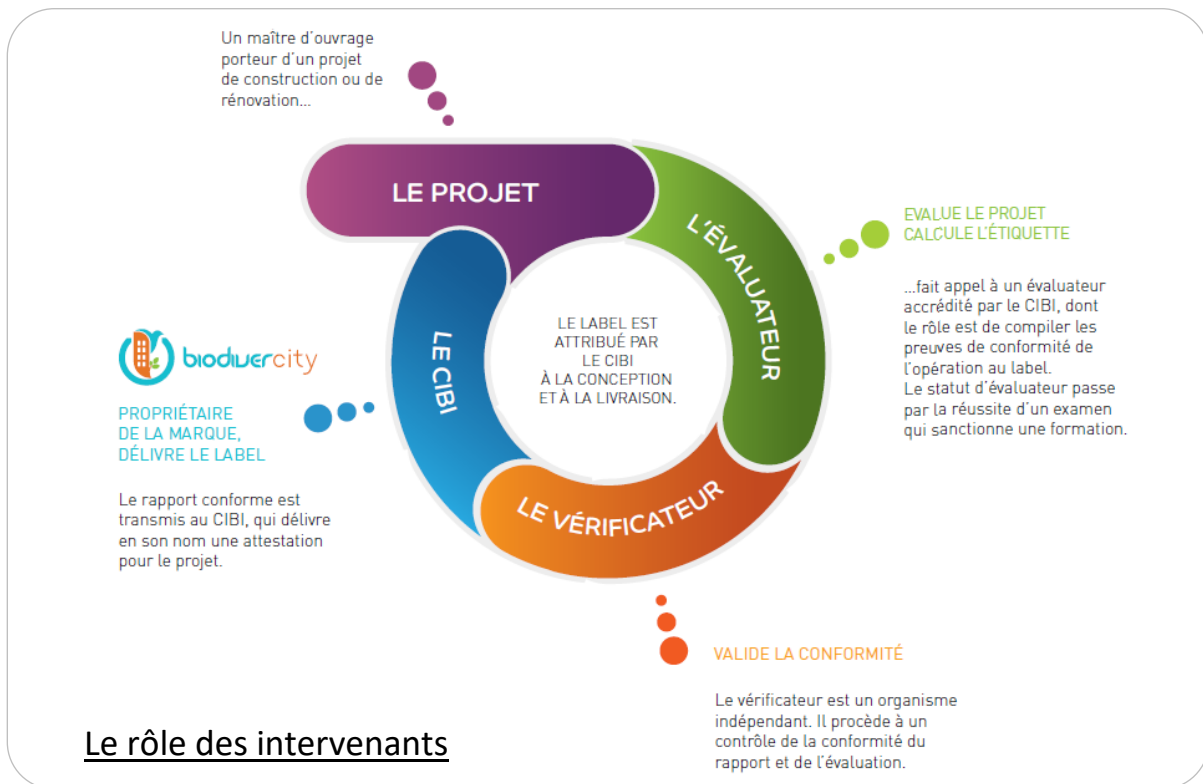 Un maître d'ouvrage
porteur d'un projet
de construction ou de
rénovation...
LE PROJET
L'ÉVALUATEUR
EVALUE LE PROJET
CALCULE L'ÉTIQUETTE
...fait appel à un évaluateur
accrédité par le CIBI, dont
le rôle est de compiler les
preuves de conformité de
l'opération au label.
Le statut d'évaluateur passe
par la réussite d'un examen
qui sanctionne une formation.
LE LABEL EST
ATTRIBUÉ PAR
LE CIBI
À LA CONCEPTION
ET À LA LIVRAISON.
LE CIBI
biodivercity
PROPRIÉTAIRE
DE LA MARQUE,
DÉLIVRE LE LABEL
Le rapport conforme est
transmis au CIBI, qui délivre
en son nom une attestation
pour le projet.
LE VÉRIFICATEUR
VALIDE LA CONFORMITÉ
Le vérificateur est un organisme
indépendant. Il procède à un
contrôle de la conformité du
rapport et de l'évaluation.
Le rôle des intervenants